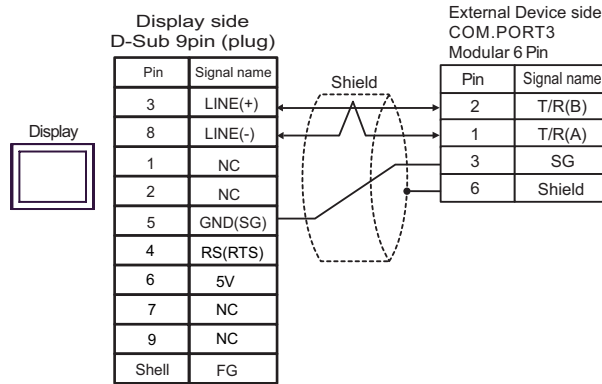 Display side
D-Sub 9pin (plug)
External Device side
COM.PORT3
Modular 6 Pin
Display
Shield
Pin Signal name
3 LINE(+)
8 LINE(-)
1 NC
2 NC
5 GND(SG)
4 RS(RTS)
6 5V
7 NC
9 NC
Shell FG
Pin Signal name
2 T/R(B)
1 T/R(A)
3 SG
6 Shield